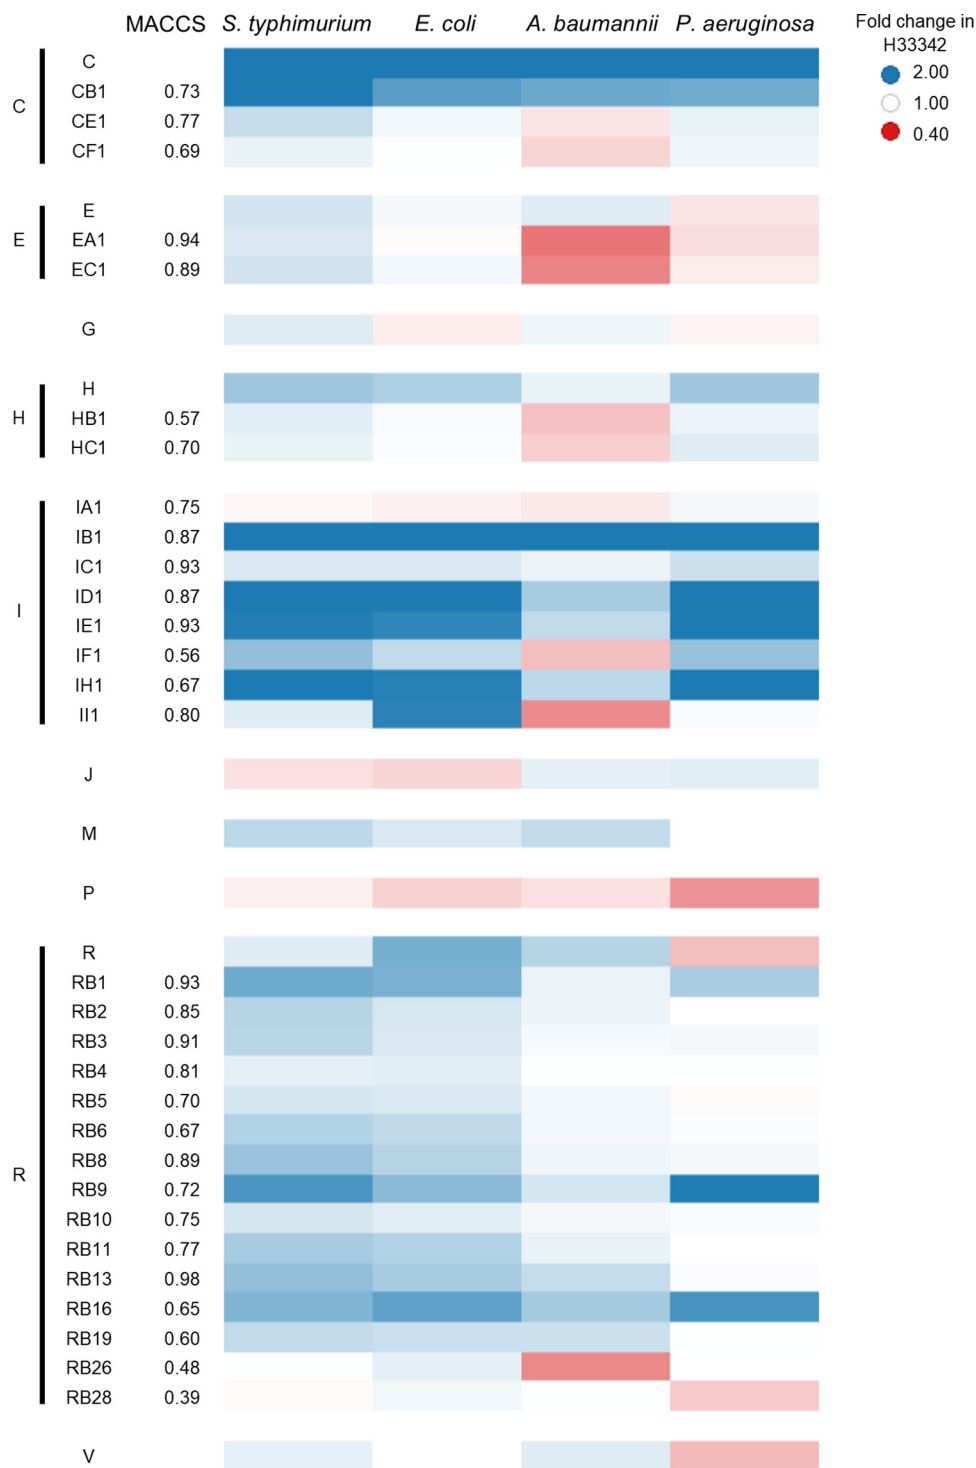 MACCS S. typhimurium E. coli A. baumannii P. aeruginosa
Fold change in
H33342
2.00
1.00
0.40
C
C
CB1 0.73
CE1 0.77
CF1 0.69
E
E
EA1 0.94
EC1 0.89
G
H
H
HB1 0.57
HC1 0.70
I
IA1 0.75
IB1 0.87
IC1 0.93
ID1 0.87
IE1 0.93
IF1 0.56
IH1 0.67
II1 0.80
J
M
P
R
R
RB1 0.93
RB2 0.85
RB3 0.91
RB4 0.81
RB5 0.70
RB6 0.67
RB8 0.89
RB9 0.72
RB10 0.75
RB11 0.77
RB13 0.98
RB16 0.65
RB19 0.60
RB26 0.48
RB28 0.39
V